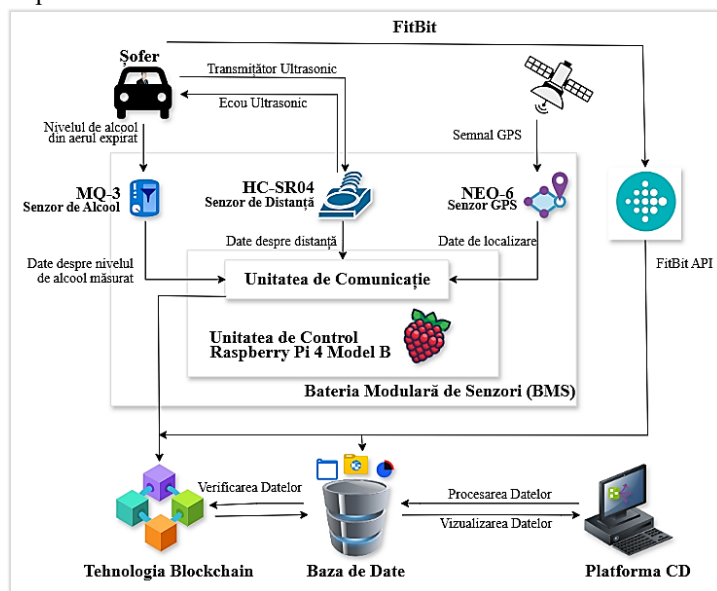 FitBit
Șofer
Transmițător Ultrasonic
Ecou Ultrasonic
Nivelul de alcool
din aerul expirat
Semnal GPS
MQ-3
Senzor de Alcool
HC-SR04
Senzor de Distanță
NEO-6
Senzor GPS
Date despre nivelul
de alcool măsurat
Date despre distanță
Date de localizare
FitBit API
Unitatea de Comunicație
Unitatea de Control
Raspberry Pi 4 Model B
Bateria Modulară de Senzori (BMS)
Verificarea Datelor
Procesarea Datelor
Vizualizarea Datelor
Tehnologia Blockchain
Baza de Date
Platforma CD